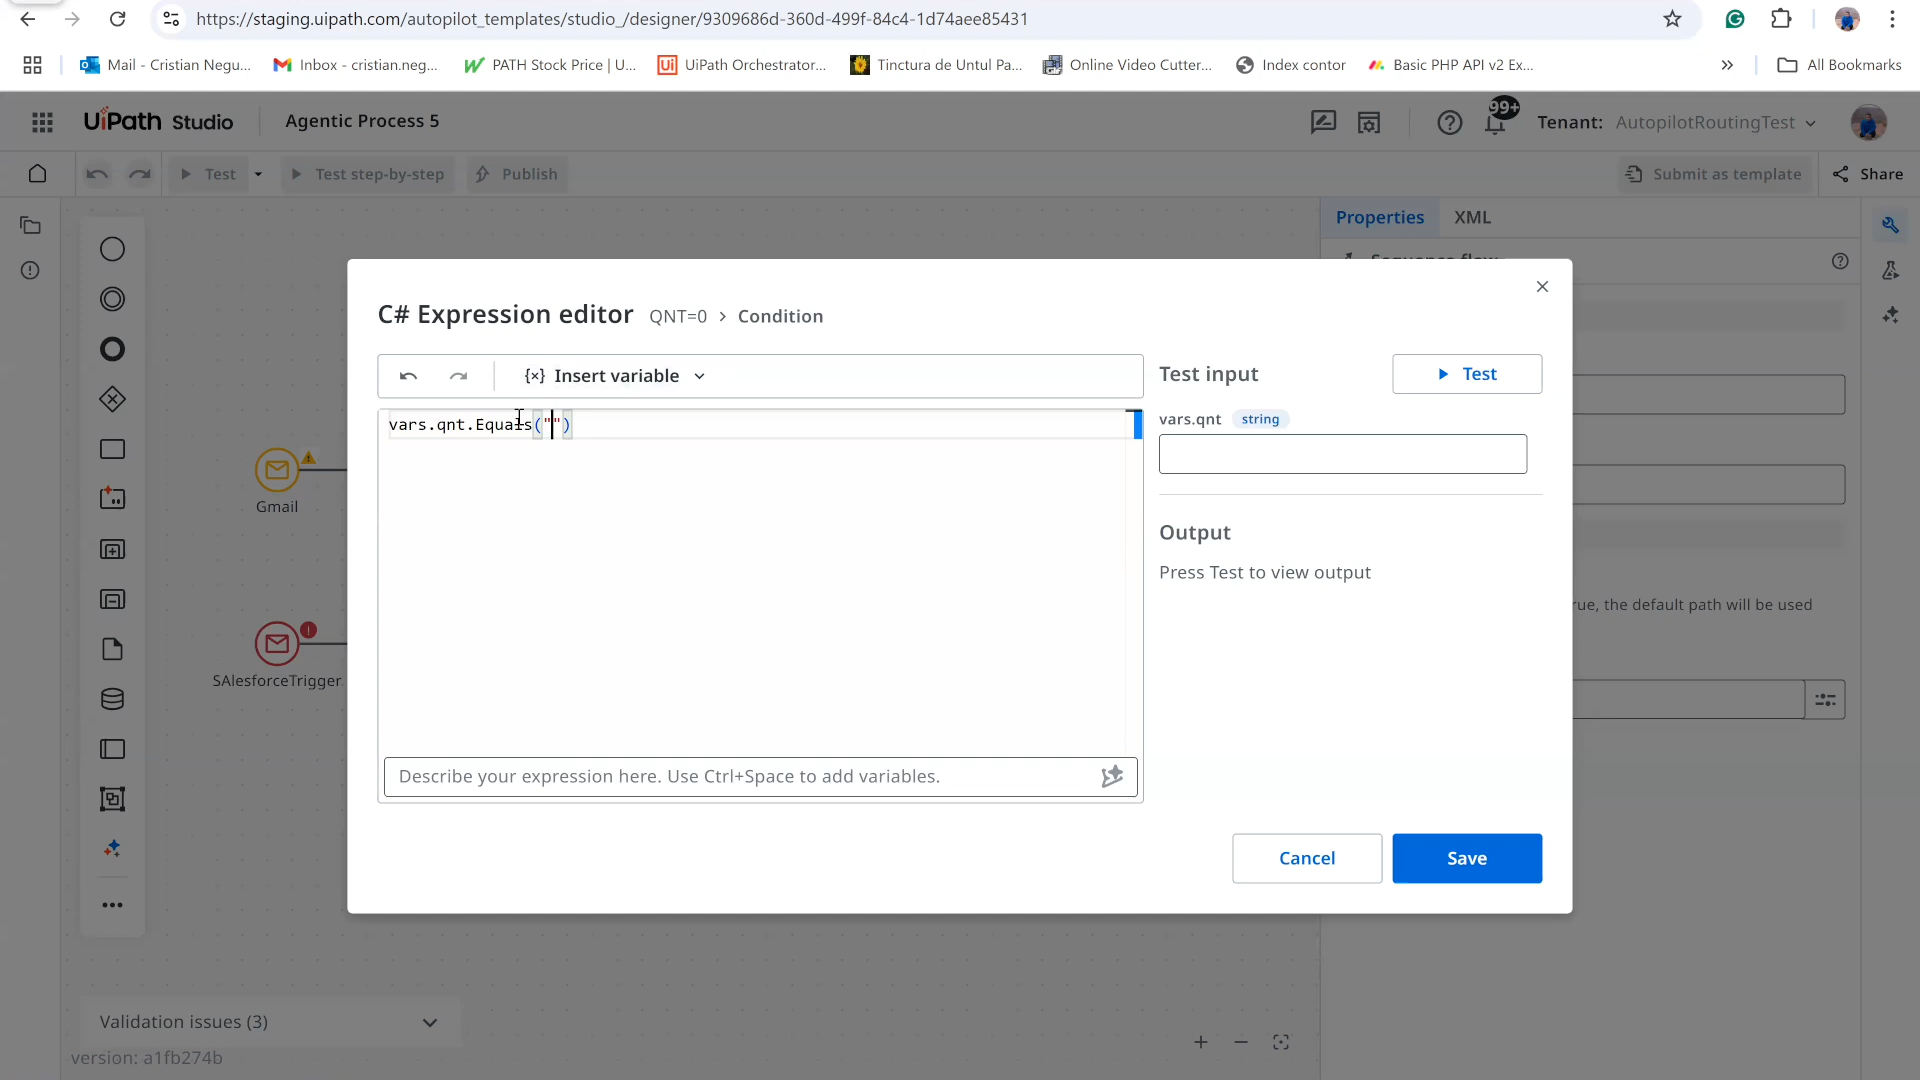 https://staging.uipath.com/autopilot_templates/studio_/designer/9309686d-360d-499f-84c4-1d74aee85431
Mail - Cristian Negu...
Inbox - cristian.neg...
PATH Stock Price | U...
UiPath Orchestrator...
Tinctura de Untul Pa...
Online Video Cutter...
Index contor
Basic PHP API v2 Ex...
All Bookmarks
UiPath Studio
Agentic Process 5
99+
Tenant: AutopilotRoutingTest
Test
Test step-by-step
Publish
Submit as template
Share
Properties
XML
Sequence flow
C# Expression editor
QNT=0 > Condition
Insert variable
Test input
Test
vars.qnt.Equals("")
vars.qnt string
Output
Press Test to view output
Gmail
SAlesforceTrigger
rue, the default path will be used
Describe your expression here. Use Ctrl+Space to add variables.
Cancel
Save
Validation issues (3)
version: a1fb274b